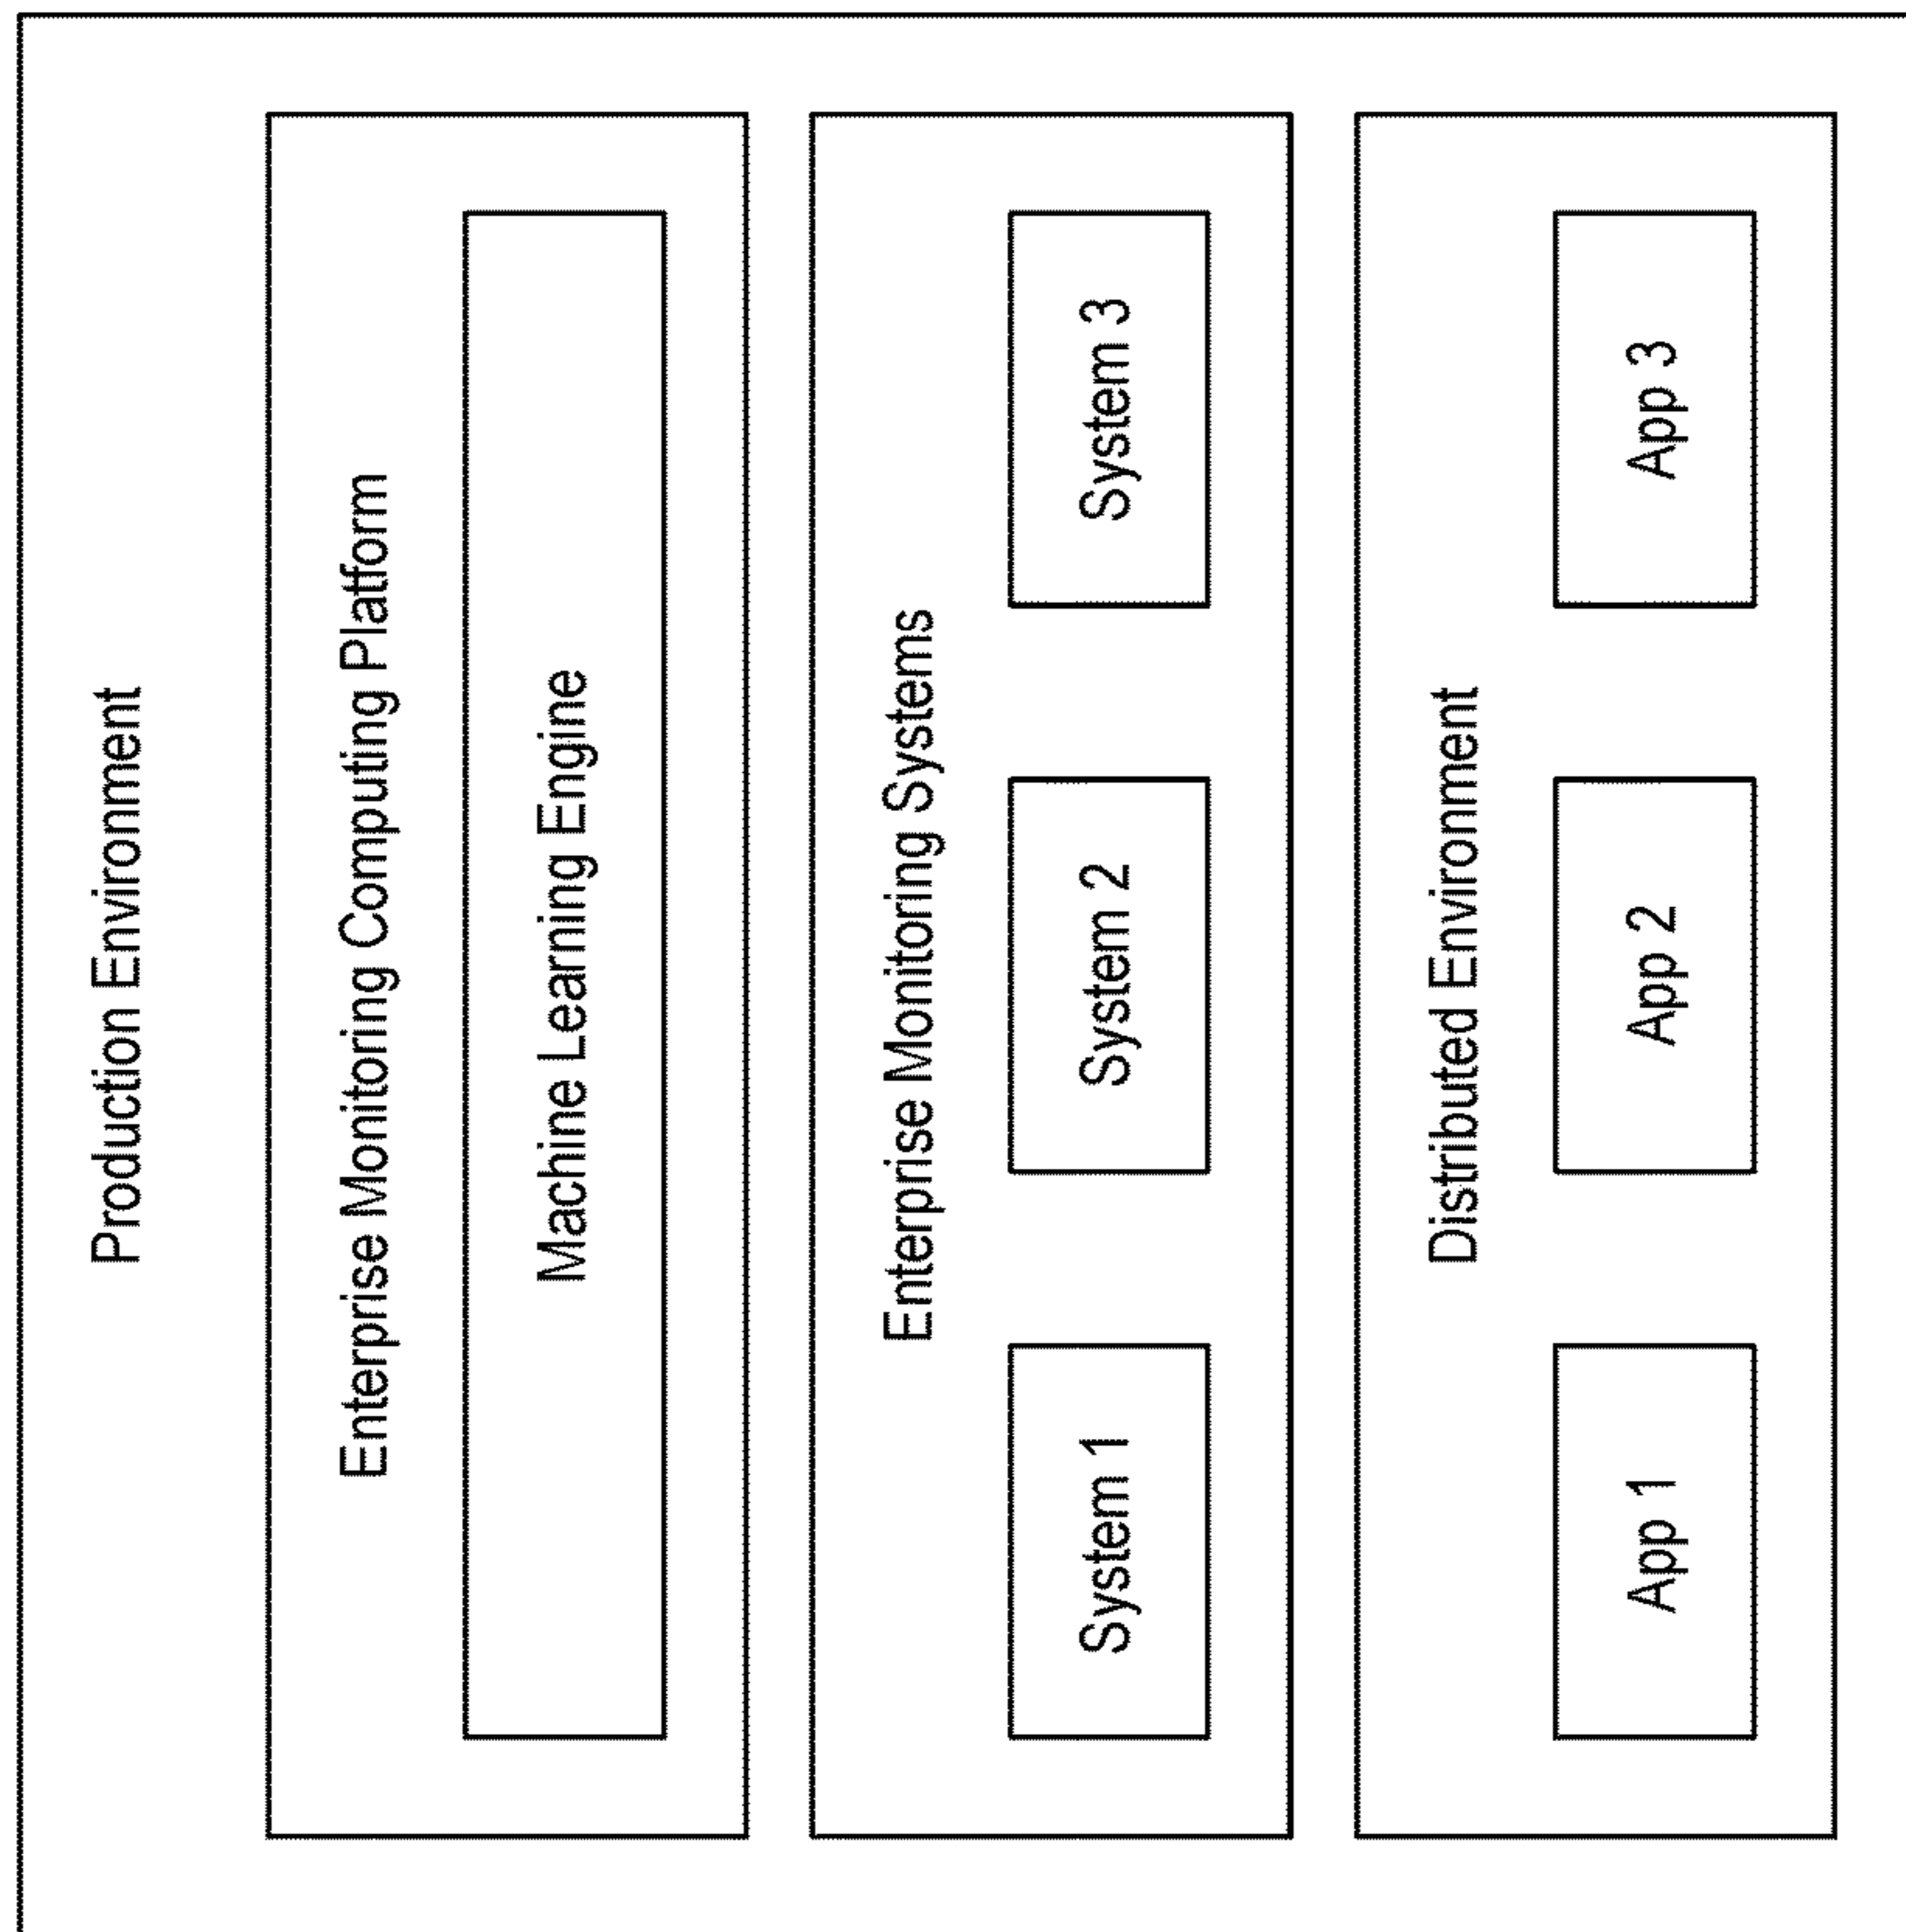 Production Environment
Enterprise Monitoring Computing Platform
Machine Learning Engine
Enterprise Monitoring Systems
System 1
System 2
System 3
Distributed Environment
App 1
App 2
App 3